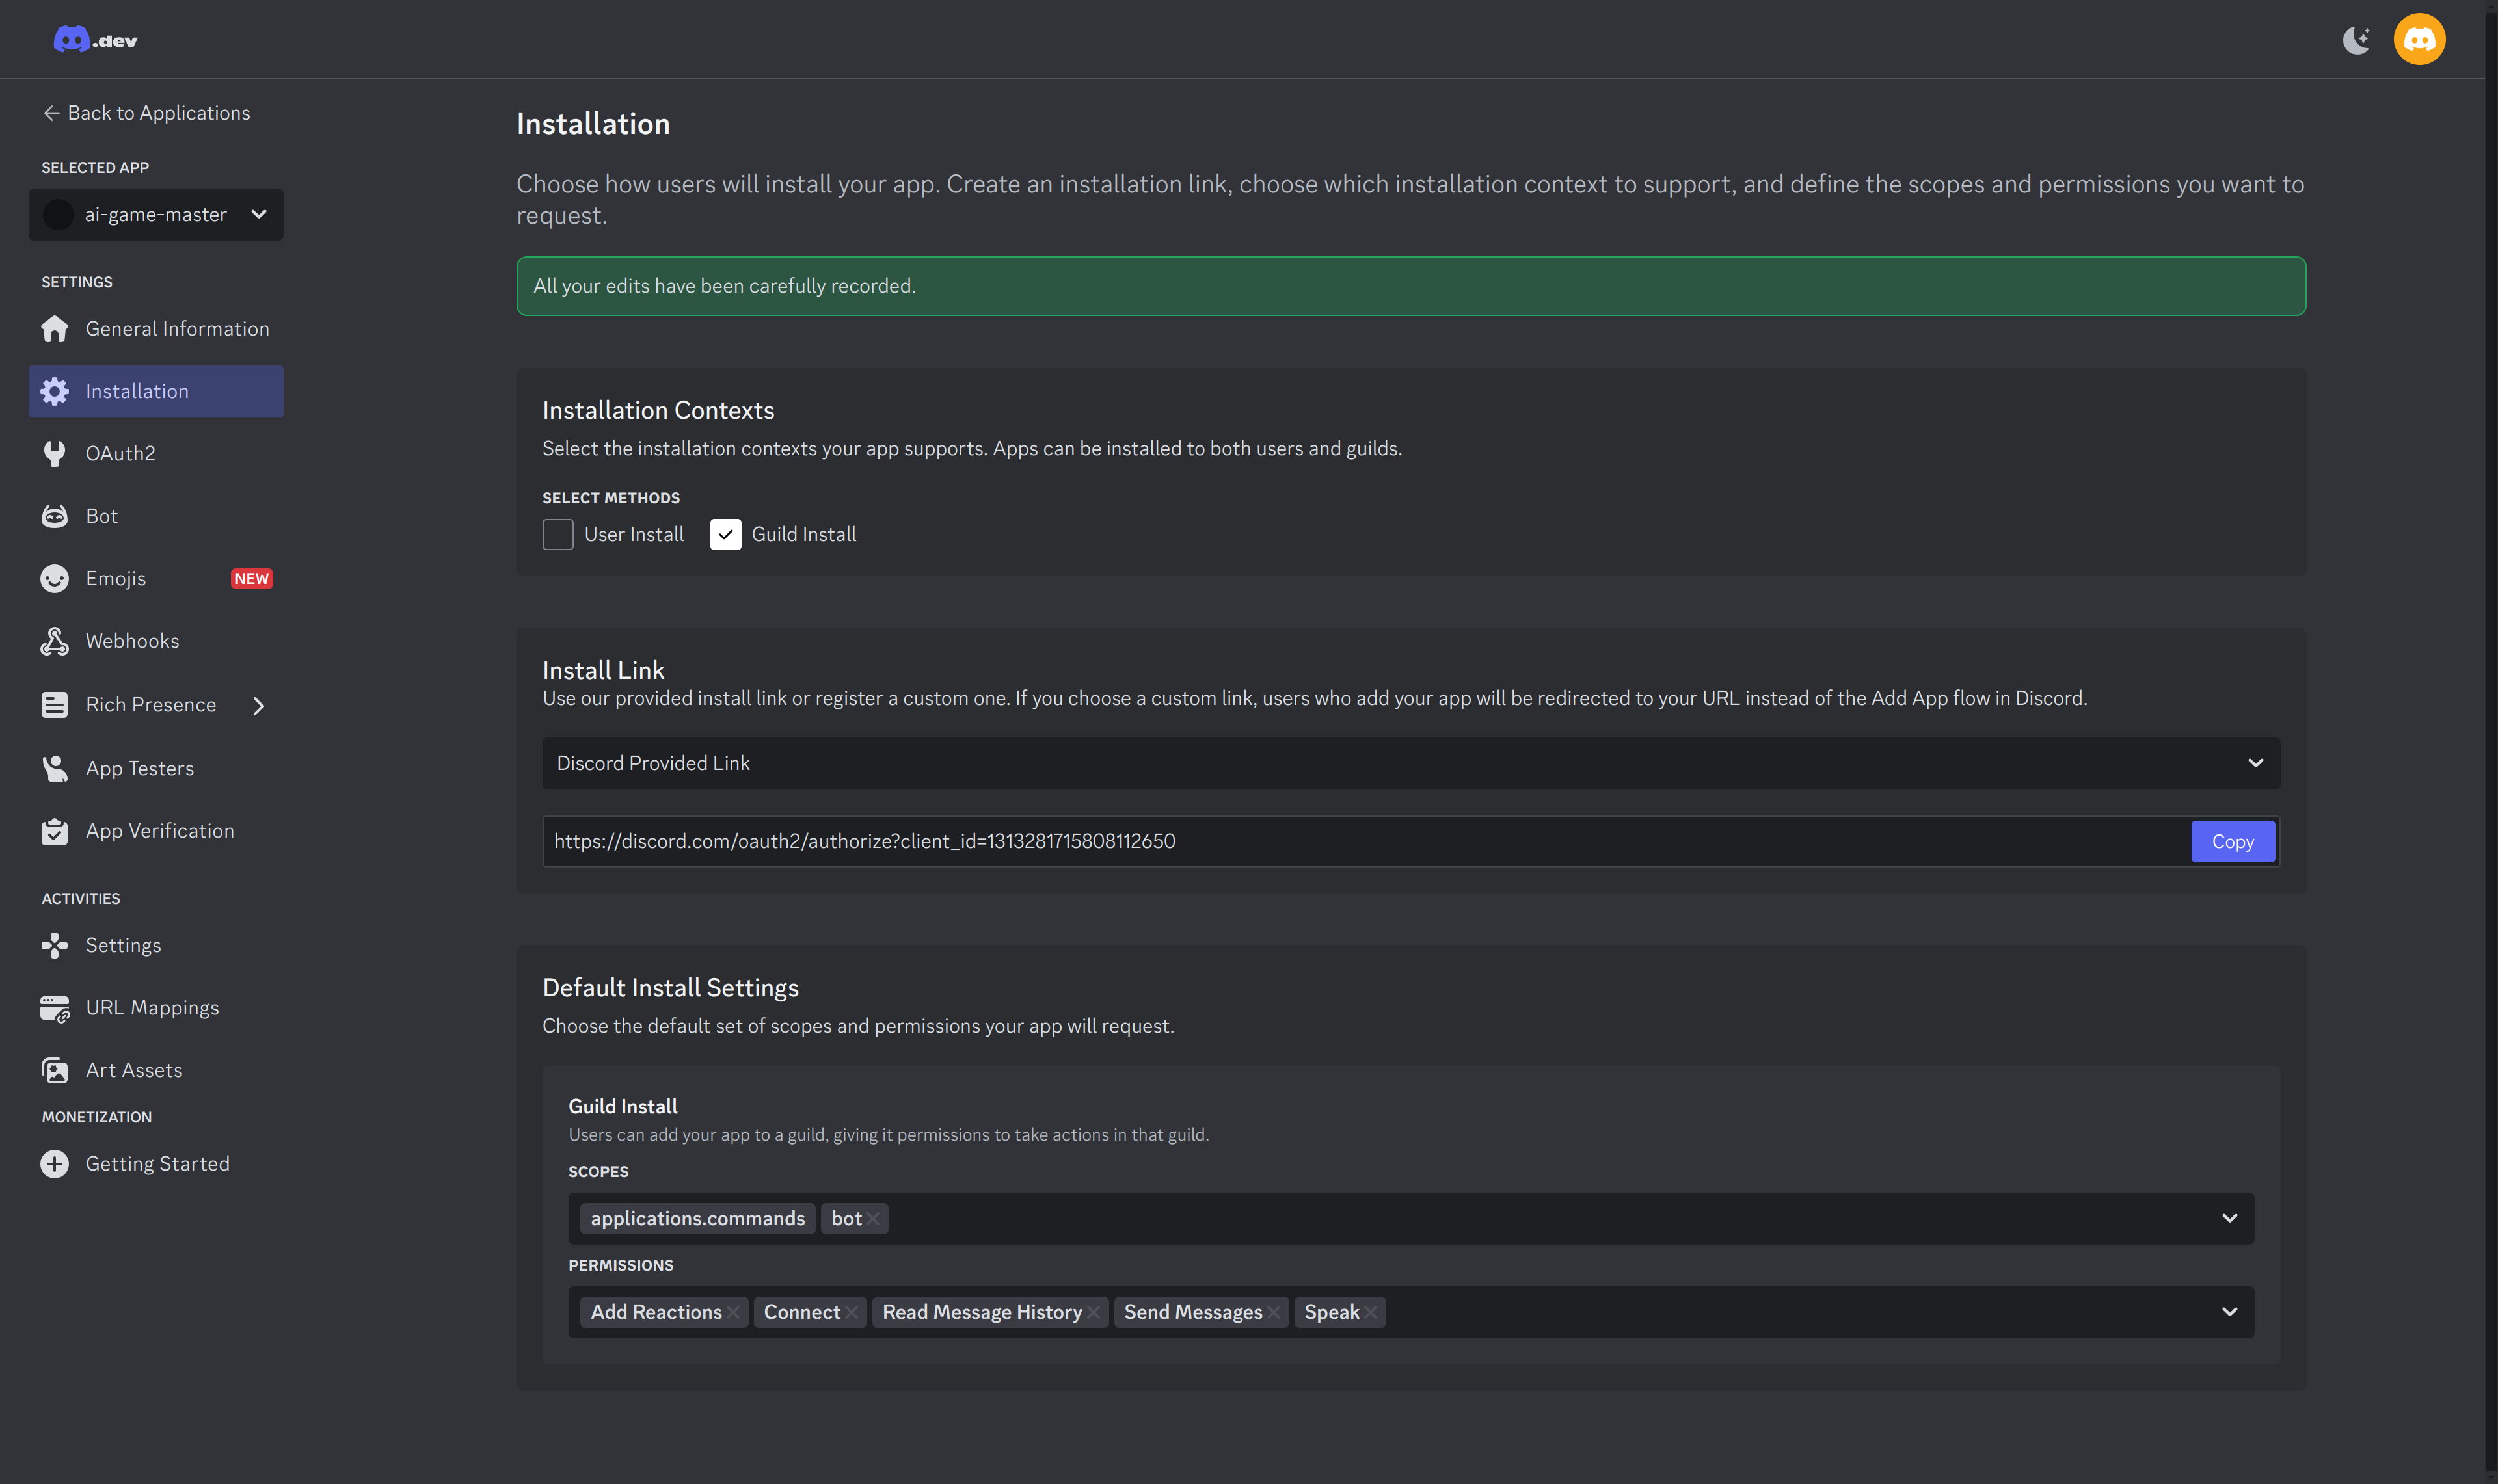 .dev
Back to Applications
SELECTED APP
ai-game-master
SETTINGS
General Information
Installation
OAuth2
Bot
Emojis NEW
Webhooks
Rich Presence
App Testers
App Verification
ACTIVITIES
Settings
URL Mappings
Art Assets
MONETIZATION
Getting Started
Installation
Choose how users will install your app. Create an installation link, choose which installation context to support, and define the scopes and permissions you want to
request.
All your edits have been carefully recorded.
Installation Contexts
Select the installation contexts your app supports. Apps can be installed to both users and guilds.
SELECT METHODS
User Install Guild Install
Install Link
Use our provided install link or register a custom one. If you choose a custom link, users who add your app will be redirected to your URL instead of the Add App flow in Discord.
Discord Provided Link
https://discord.com/oauth2/authorize?client_id=1313281715808112650 Copy
Default Install Settings
Choose the default set of scopes and permissions your app will request.
Guild Install
Users can add your app to a guild, giving it permissions to take actions in that guild.
SCOPES
applications.commands bot
PERMISSIONS
Add Reactions Connect Read Message History Send Messages Speak